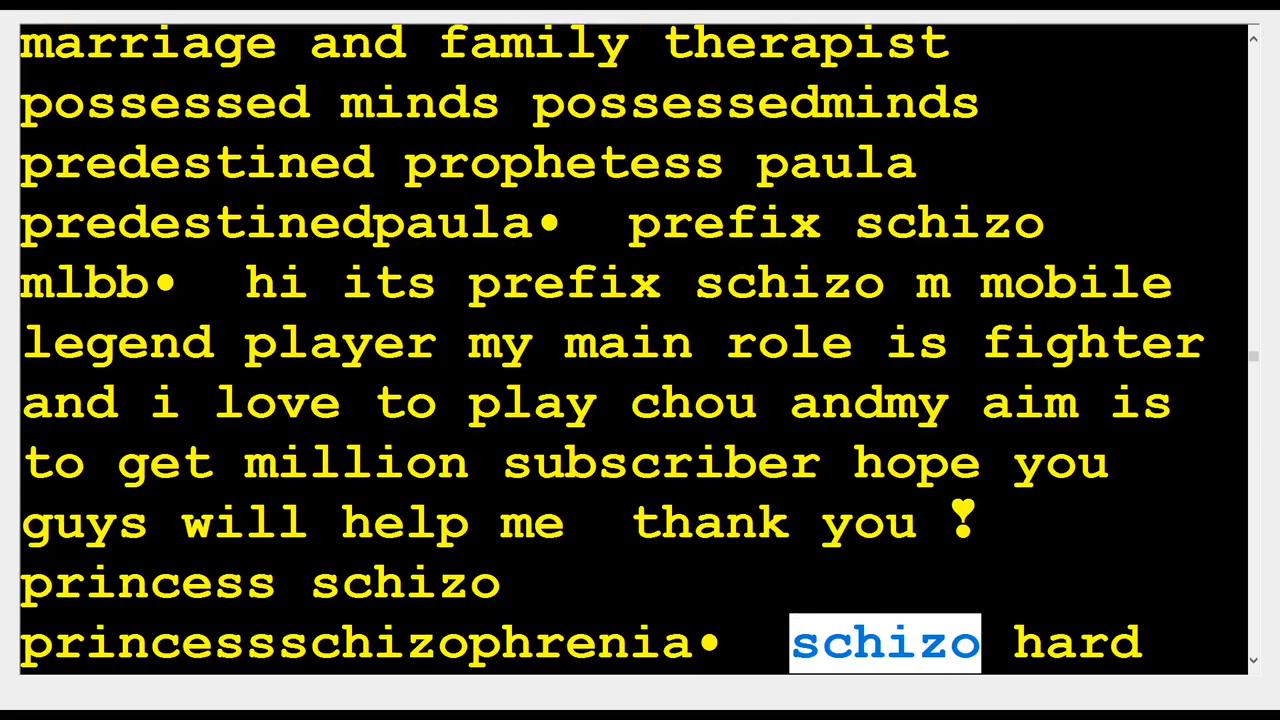 marriage and family therapist
possessed minds possessedminds
predestined prophetess paula
predestinedpaula•  prefix schizo
mlbb•  hi its prefix schizo m mobile
legend player my main role is fighter
and i love to play chou andmy aim is
to get million subscriber hope you
guys will help me  thank you ❣
princess schizo
princessschizophrenia•  schizo hard